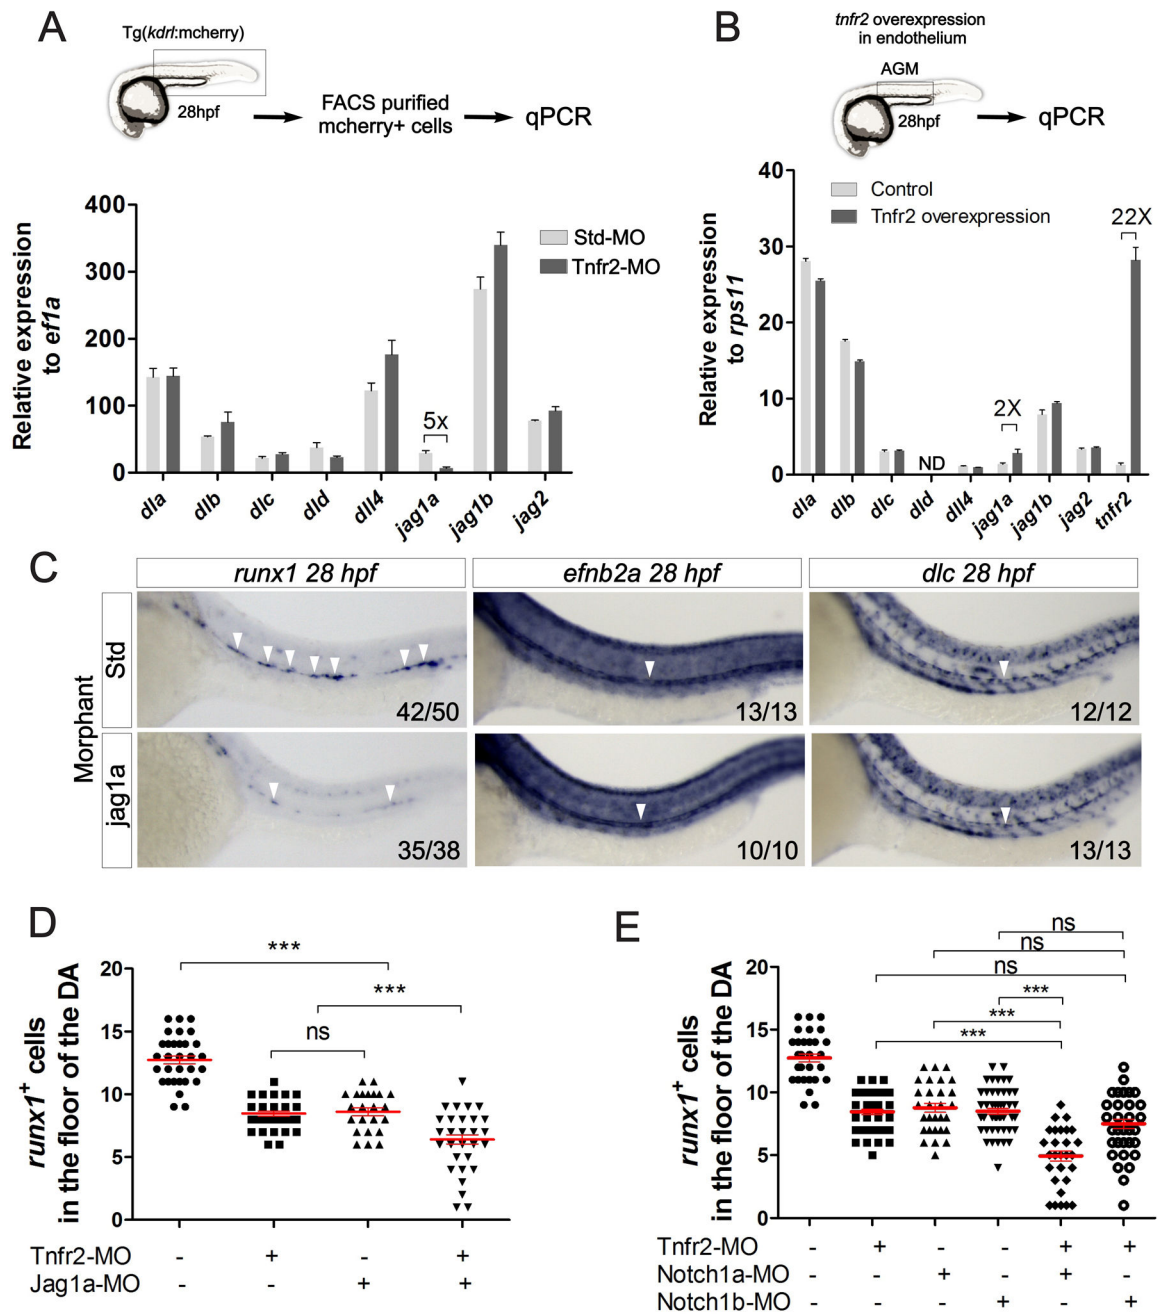 A
Tg(kdrl:mcherry)
28hpf
FACS purified
mcherry+ cells
qPCR
Relative expression
to ef1a
400
300
200
100
0
Std-MO
Tnfr2-MO
5x
dla
dlb
dlc
dld
dll4
jag1a
jag1b
jag2
B
tnfr2 overexpression
in endothelium
AGM
28hpf
qPCR
Relative expression
to rps11
40
30
20
10
0
Control
Tnfr2 overexpression
22X
2X
ND
dla
dlb
dlc
dld
dll4
jag1a
jag1b
jag2
tnfr2
C
runx1 28 hpf
efnb2a 28 hpf
dlc 28 hpf
Morphant
Std
42/50
13/13
12/12
jag1a
35/38
10/10
13/13
D
runx1+ cells
in the floor of the DA
20
15
10
5
0
***
***
ns
Tnfr2-MO - + - +
Jag1a-MO - - + +
E
runx1+ cells
in the floor of the DA
20
15
10
5
0
ns
ns
ns
***
***
***
Tnfr2-MO - + - - + +
Notch1a-MO - - + - + -
Notch1b-MO - - - + - +